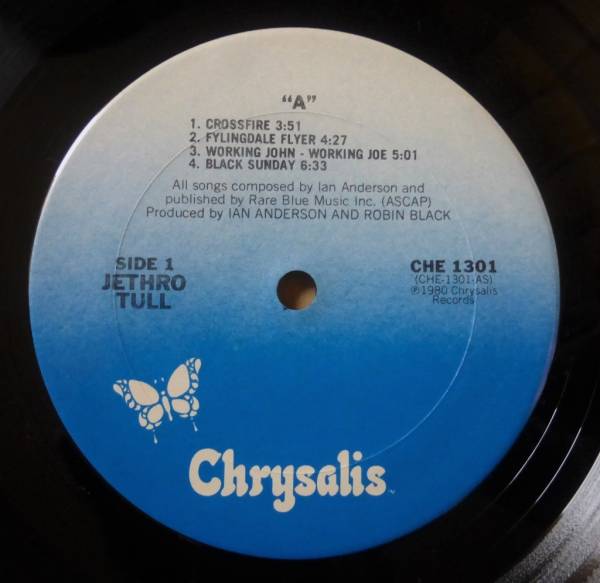 “A”
1. CROSSFIRE 3:51
2. FYLINGDALE FLYER 4:27
3. WORKING JOHN - WORKING JOE 5:01
4. BLACK SUNDAY 6:33
All songs composed by Ian Anderson and
published by Rare Blue Music Inc. (ASCAP)
Produced by IAN ANDERSON AND ROBIN BLACK
SIDE 1
JETHRO
TULL
CHE 1301
(CHE-1301-AS)
℗1980 Chrysalis
Records
Chrysalis™